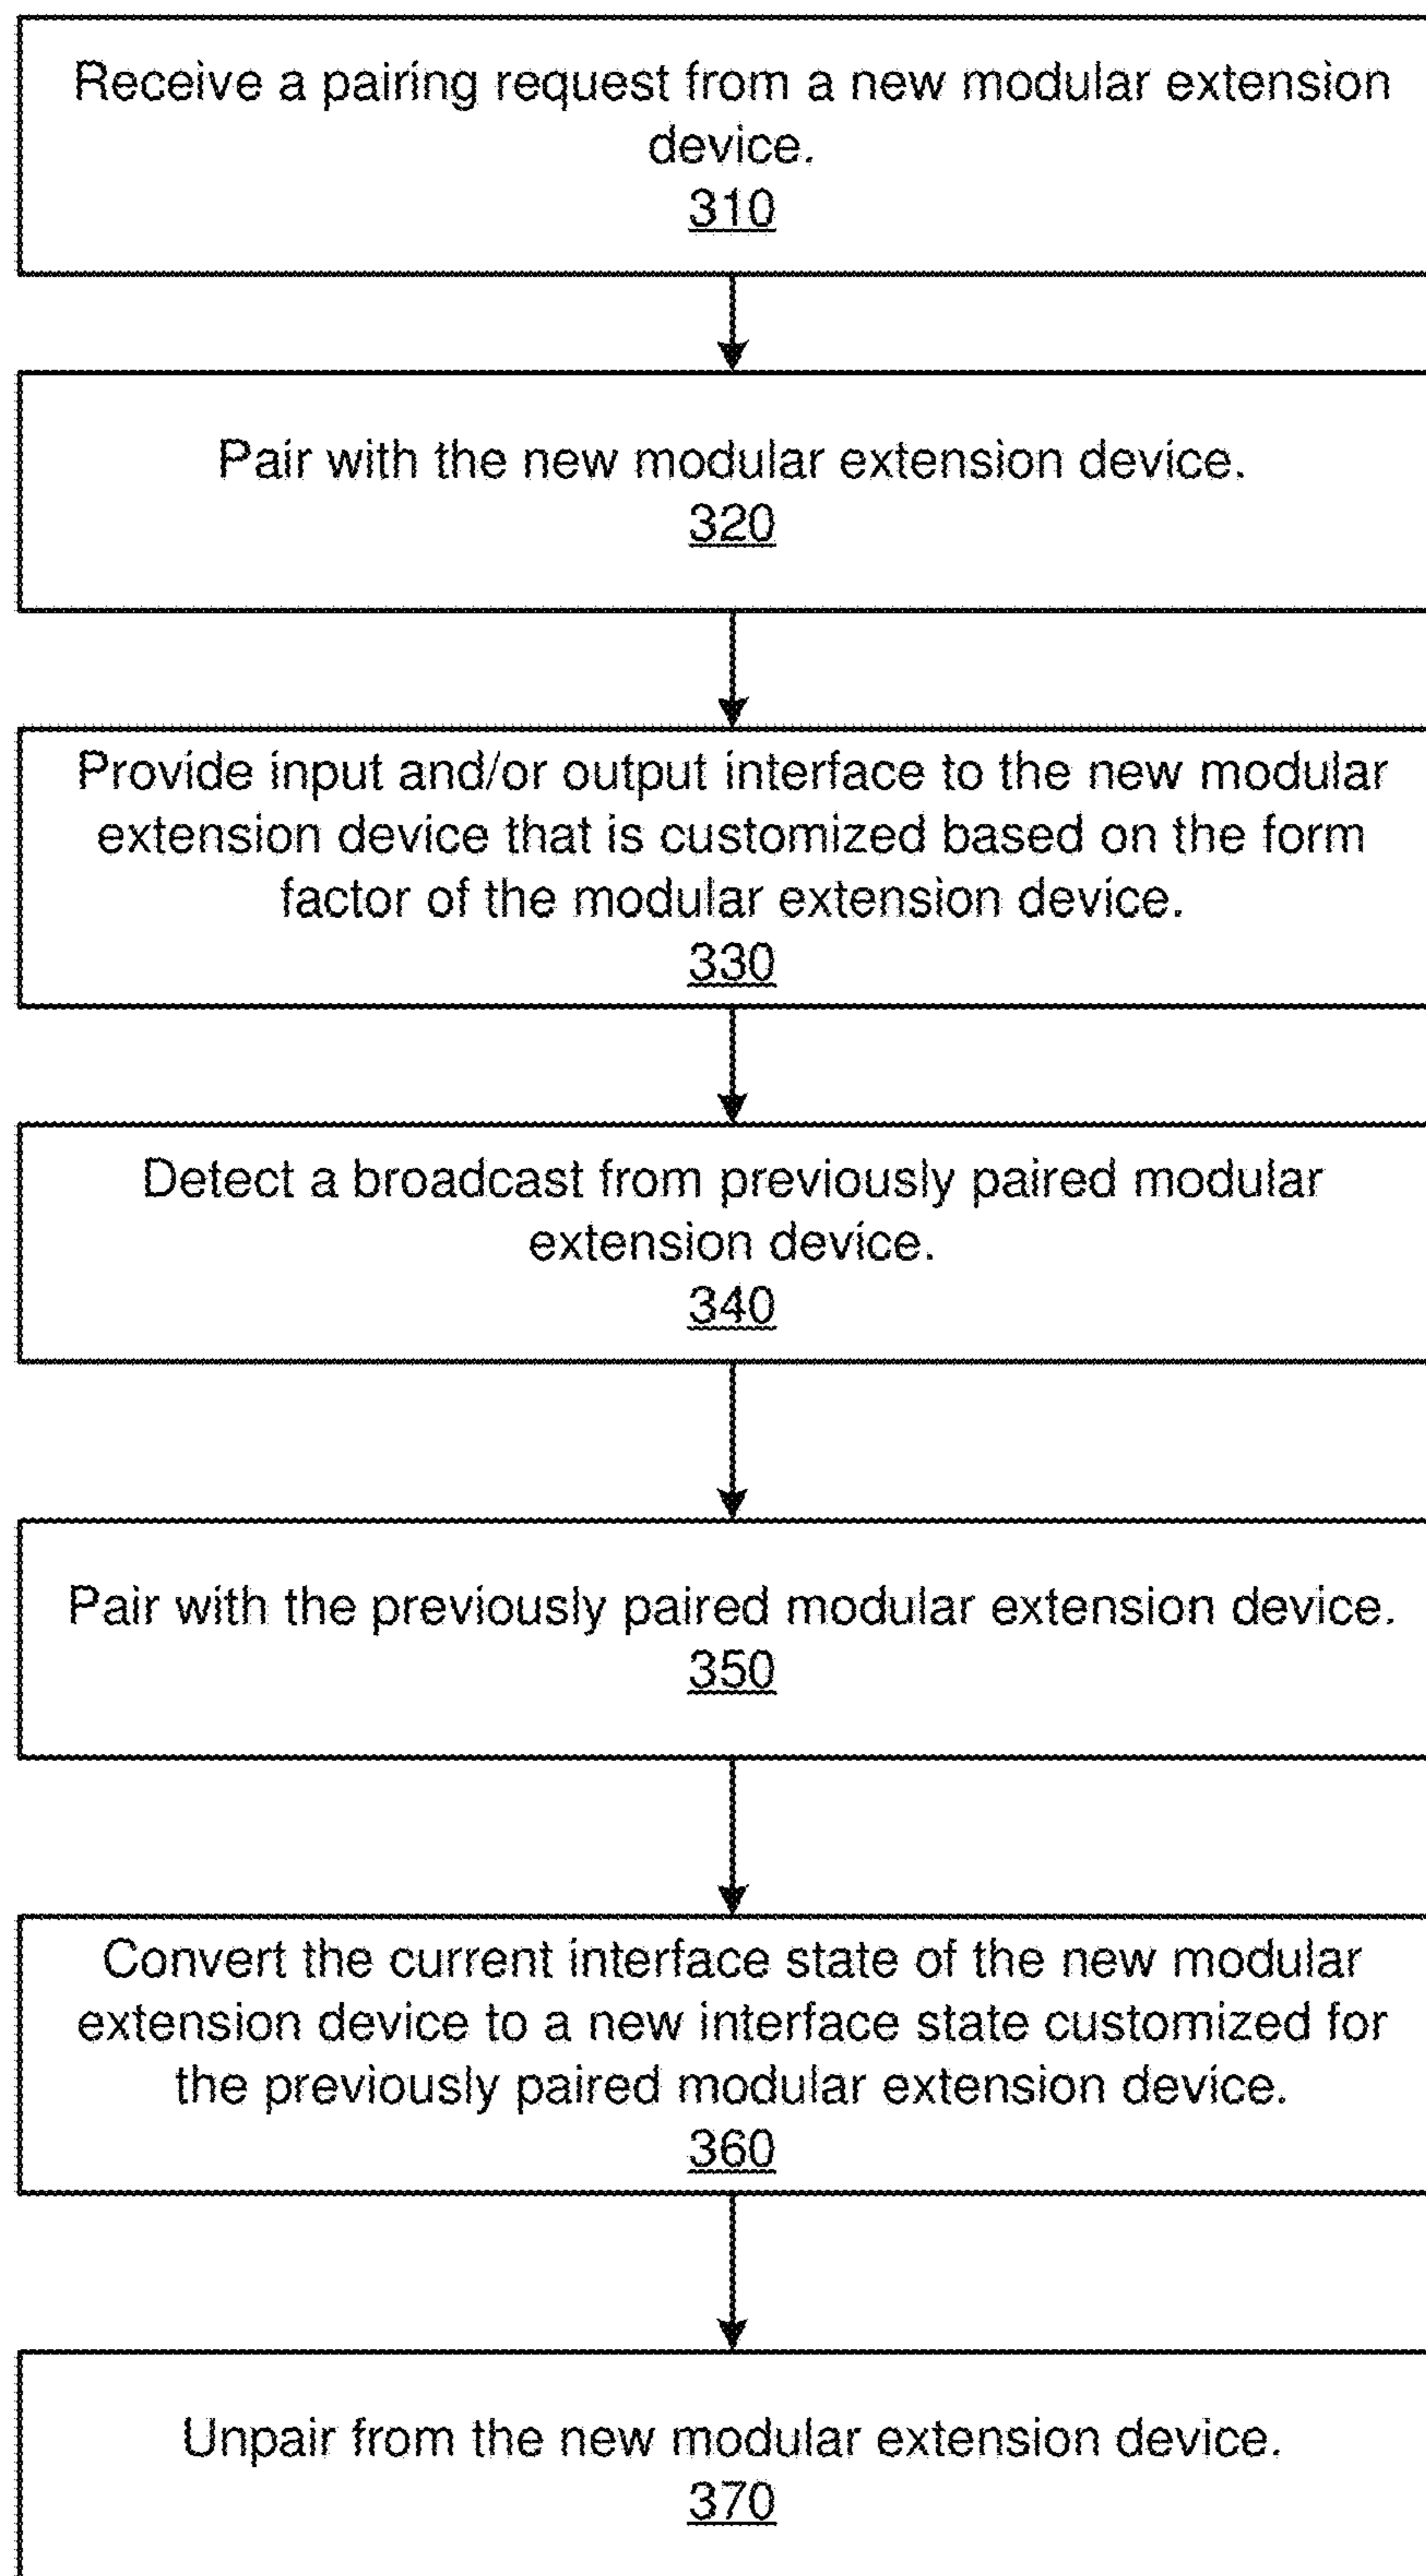 Receive a pairing request from a new modular extension
device.
310
Pair with the new modular extension device.
320
Provide input and/or output interface to the new modular
extension device that is customized based on the form
factor of the modular extension device.
330
Detect a broadcast from previously paired modular
extension device.
340
Pair with the previously paired modular extension device.
350
Convert the current interface state of the new modular
extension device to a new interface state customized for
the previously paired modular extension device.
360
Unpair from the new modular extension device.
370